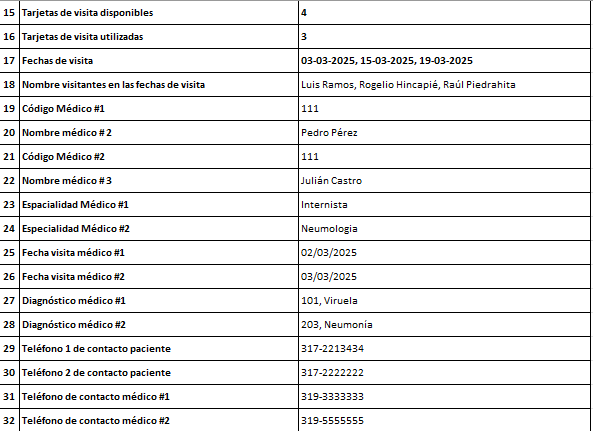 15 Tarjetas de visita disponibles 4
16 Tarjetas de visita utilizadas 3
17 Fechas de visita 03-03-2025, 15-03-2025, 19-03-2025
18 Nombre visitantes en las fechas de visita Luis Ramos, Rogelio Hincapié, Raúl Piedrahita
19 Código Médico #1 111
20 Nombre médico # 2 Pedro Pérez
21 Código Médico #2 111
22 Nombre médico # 3 Julián Castro
23 Espacialidad Médico #1 Internista
24 Especialidad Médico #2 Neumologia
25 Fecha visita médico #1 02/03/2025
26 Fecha visita médico #2 03/03/2025
27 Diagnóstico médico #1 101, Viruela
28 Diagnóstico médico #2 203, Neumonía
29 Teléfono 1 de contacto paciente 317-2213434
30 Teléfono 2 de contacto paciente 317-2222222
31 Teléfono de contacto médico #1 319-3333333
32 Teléfono de contacto médico #2 319-5555555